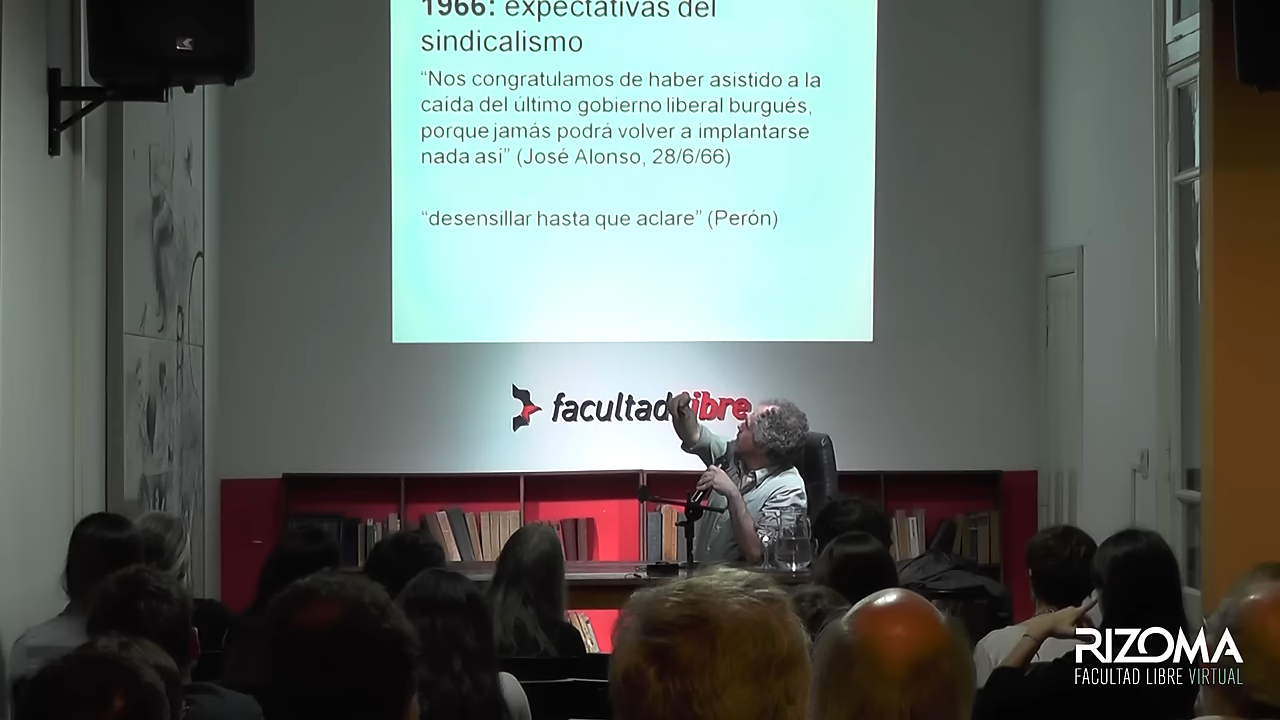 1966: expectativas del
sindicalismo
“Nos congratulamos de haber asistido a la
caída del último gobierno liberal burgués,
porque jamás podrá volver a implantarse
nada así” (José Alonso, 28/6/66)
“desensillar hasta que aclare” (Perón)
facultad libre
RIZOMA
FACULTAD LIBRE VIRTUAL